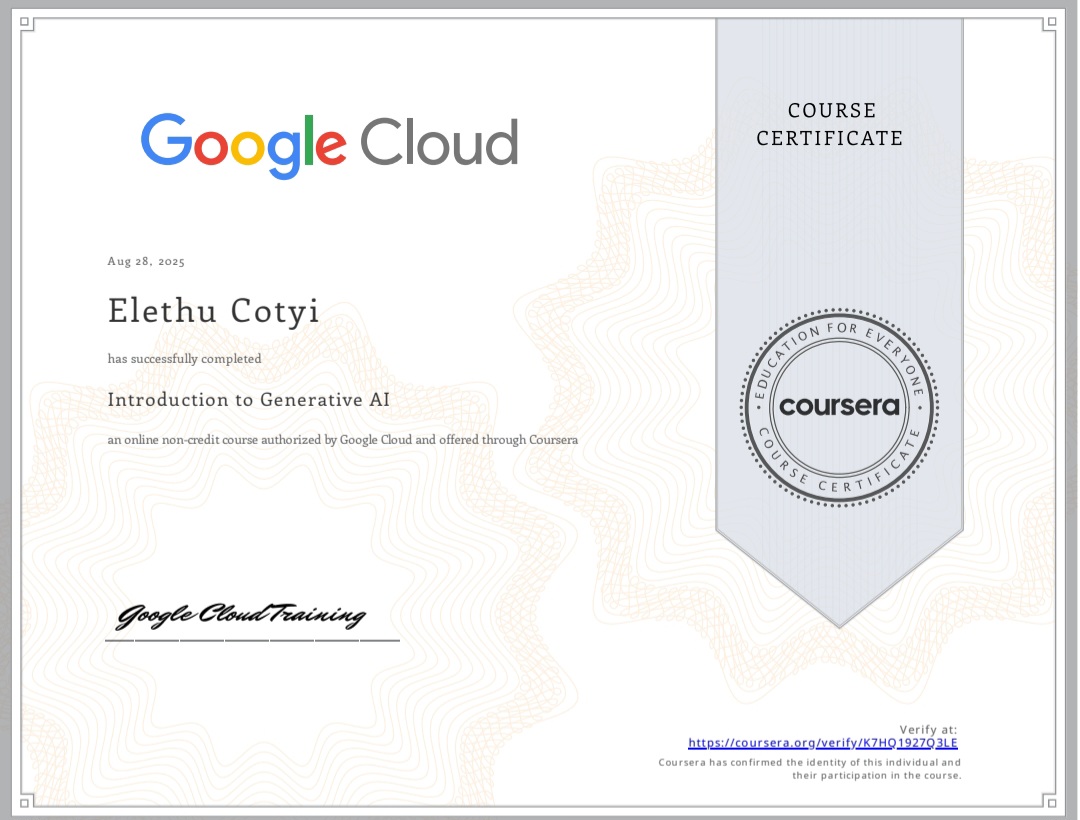 COURSE
CERTIFICATE
Google Cloud
Aug 28, 2025
Elethu Cotyi
has successfully completed
Introduction to Generative AI
an online non-credit course authorized by Google Cloud and offered through Coursera
EDUCATION FOR EVERYONE
coursera
COURSE CERTIFICATE
Google Cloud Training
Verify at:
https://coursera.org/verify/K7HQ1927Q3LE
Coursera has confirmed the identity of this individual and
their participation in the course.